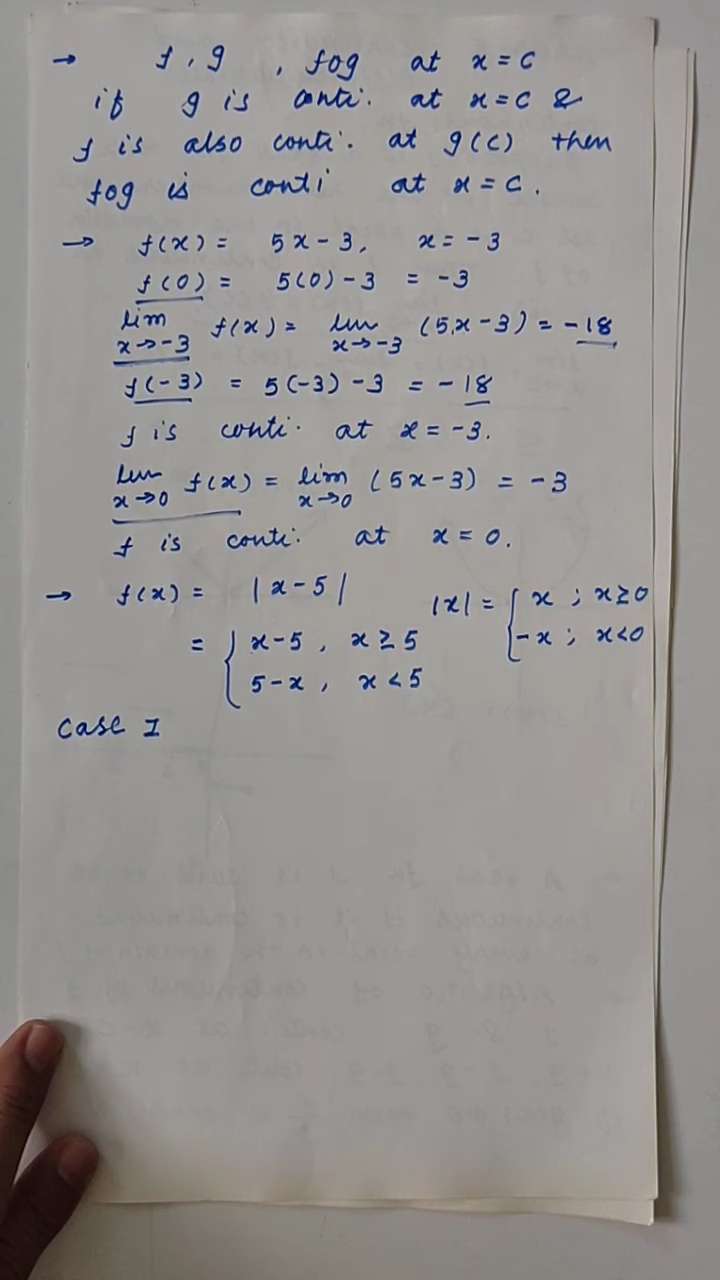 → f, g , fog at x = c
if g is conti. at x = c &
f is also conti. at g(c) then
fog is conti at x = c.
→ f(x) = 5x - 3, x = -3
f(0) = 5(0) - 3 = -3
lim x→-3 f(x) = lim x→-3 (5x - 3) = -18
f(-3) = 5(-3) - 3 = -18
f is conti. at x = -3.
lim x→0 f(x) = lim x→0 (5x - 3) = -3
f is conti. at x = 0.
→ f(x) = |x - 5| |x| = { x ; x ≥ 0
-x ; x < 0
= { x - 5 , x ≥ 5
5 - x , x < 5
Case I